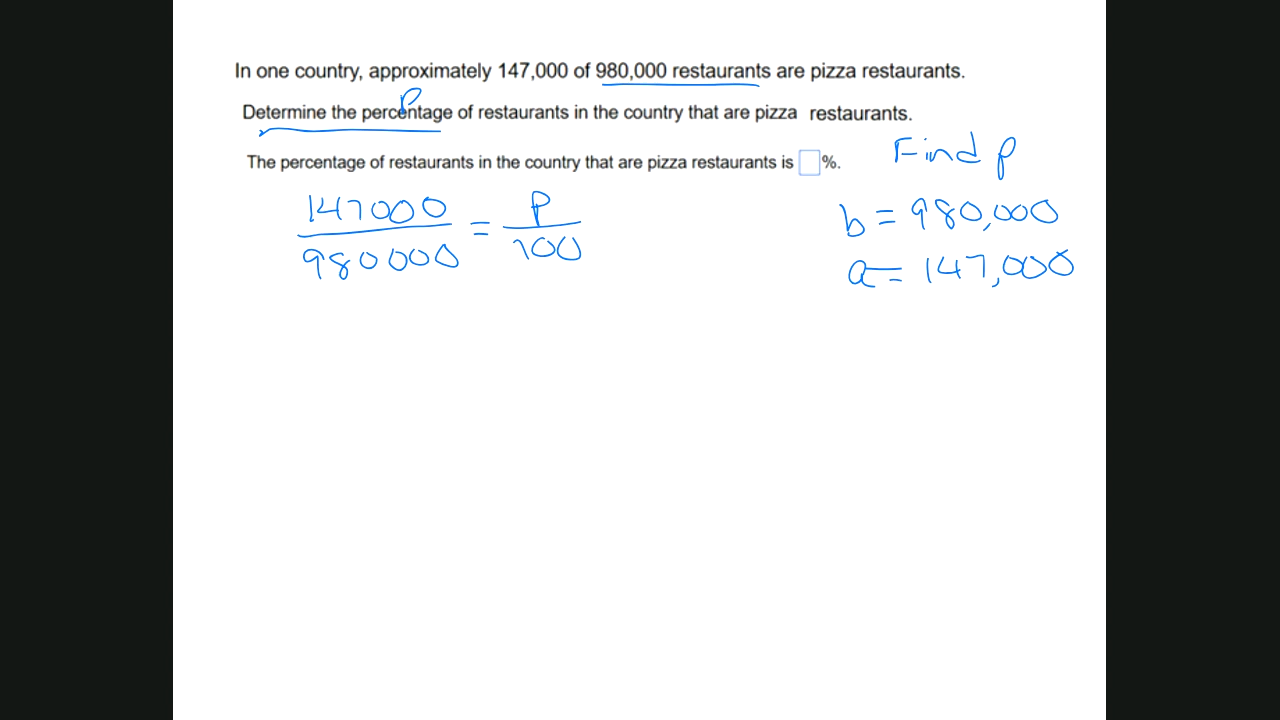 In one country, approximately 147,000 of 980,000 restaurants are pizza restaurants.
P
Determine the percentage of restaurants in the country that are pizza restaurants.
The percentage of restaurants in the country that are pizza restaurants is %.
Find p
147000 = P
980000 100
b = 980,000
a = 147,000